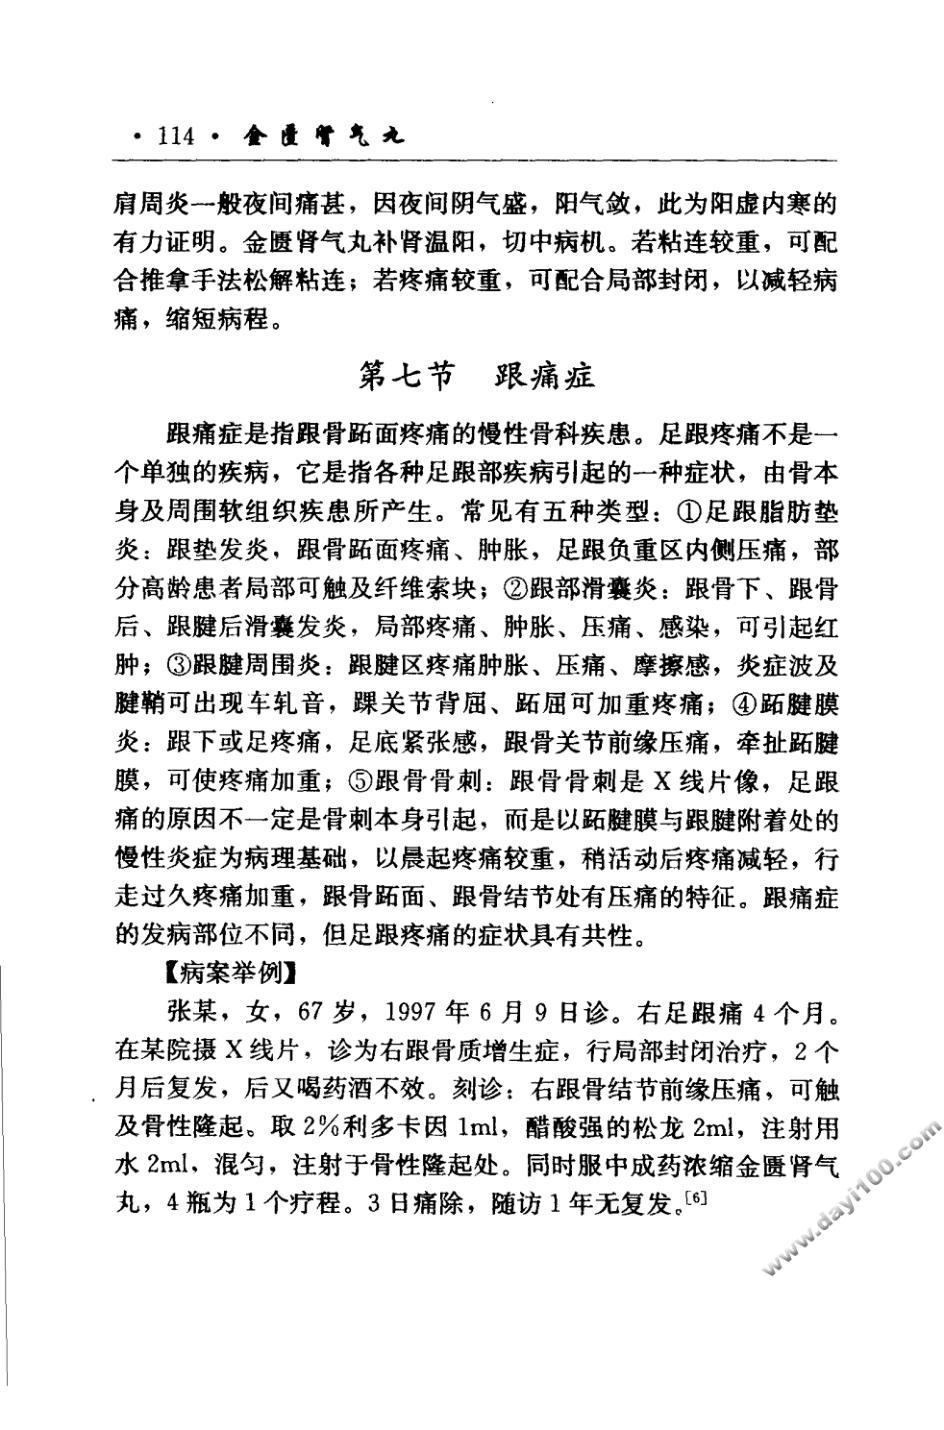 ·114· 金匮肾气丸
肩周炎一般夜间痛甚，因夜间阴气盛，阳气敛，此为阳虚内寒的
有力证明。金匮肾气丸补肾温阳，切中病机。若粘连较重，可配
合推拿手法松解粘连；若疼痛较重，可配合局部封闭，以减轻病
痛，缩短病程。
第七节 跟痛症
跟痛症是指跟骨跖面疼痛的慢性骨科疾患。足跟疼痛不是一
个单独的疾病，它是指各种足跟部疾病引起的一种症状，由骨本
身及周围软组织疾患所产生。常见有五种类型：①足跟脂肪垫
炎：跟垫发炎，跟骨跖面疼痛、肿胀，足跟负重区内侧压痛，部
分高龄患者局部可触及纤维索块；②跟部滑囊炎：跟骨下、跟骨
后、跟腱后滑囊发炎，局部疼痛、肿胀、压痛、感染，可引起红
肿；③跟腱周围炎：跟腱区疼痛肿胀、压痛、摩擦感，炎症波及
腱鞘可出现车轧音，踝关节背屈、跖屈可加重疼痛；④跖腱膜
炎：跟下或足疼痛，足底紧张感，跟骨关节前缘压痛，牵扯跖腱
膜，可使疼痛加重；⑤跟骨骨刺：跟骨骨刺是 X 线片像，足跟
痛的原因不一定是骨刺本身引起，而是以跖腱膜与跟腱附着处的
慢性炎症为病理基础，以晨起疼痛较重，稍活动后疼痛减轻，行
走过久疼痛加重，跟骨跖面、跟骨结节处有压痛的特征。跟痛症
的发病部位不同，但足跟疼痛的症状具有共性。
【病案举例】
张某，女，67 岁，1997 年 6 月 9 日诊。右足跟痛 4 个月。
在某院摄 X 线片，诊为右跟骨质增生症，行局部封闭治疗，2 个
月后复发，后又喝药酒不效。刻诊：右跟骨结节前缘压痛，可触
及骨性隆起。取 2%利多卡因 1ml，醋酸强的松龙 2ml，注射用
水 2ml，混匀，注射于骨性隆起处。同时服中成药浓缩金匮肾气
丸，4 瓶为 1 个疗程。3 日痛除，随访 1 年无复发。[6]
www.dayi100.com